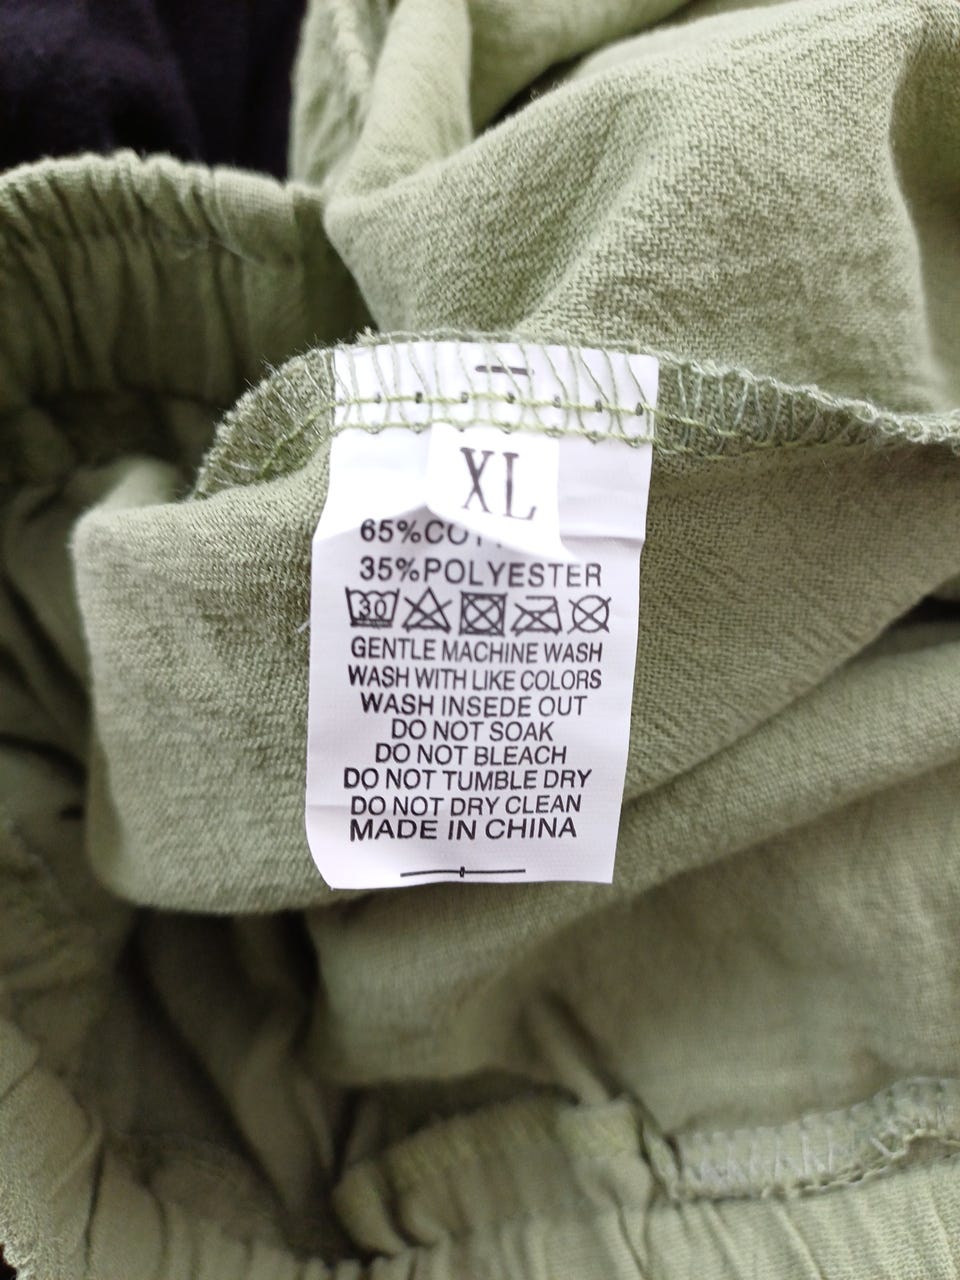 XL
65%
35%POLYESTER
30
GENTLE MACHINE WASH
WASH WITH LIKE COLORS
WASH INSEDE OUT
DO NOT SOAK
DO NOT BLEACH
DO NOT TUMBLE DRY
DO NOT DRY CLEAN
MADE IN CHINA